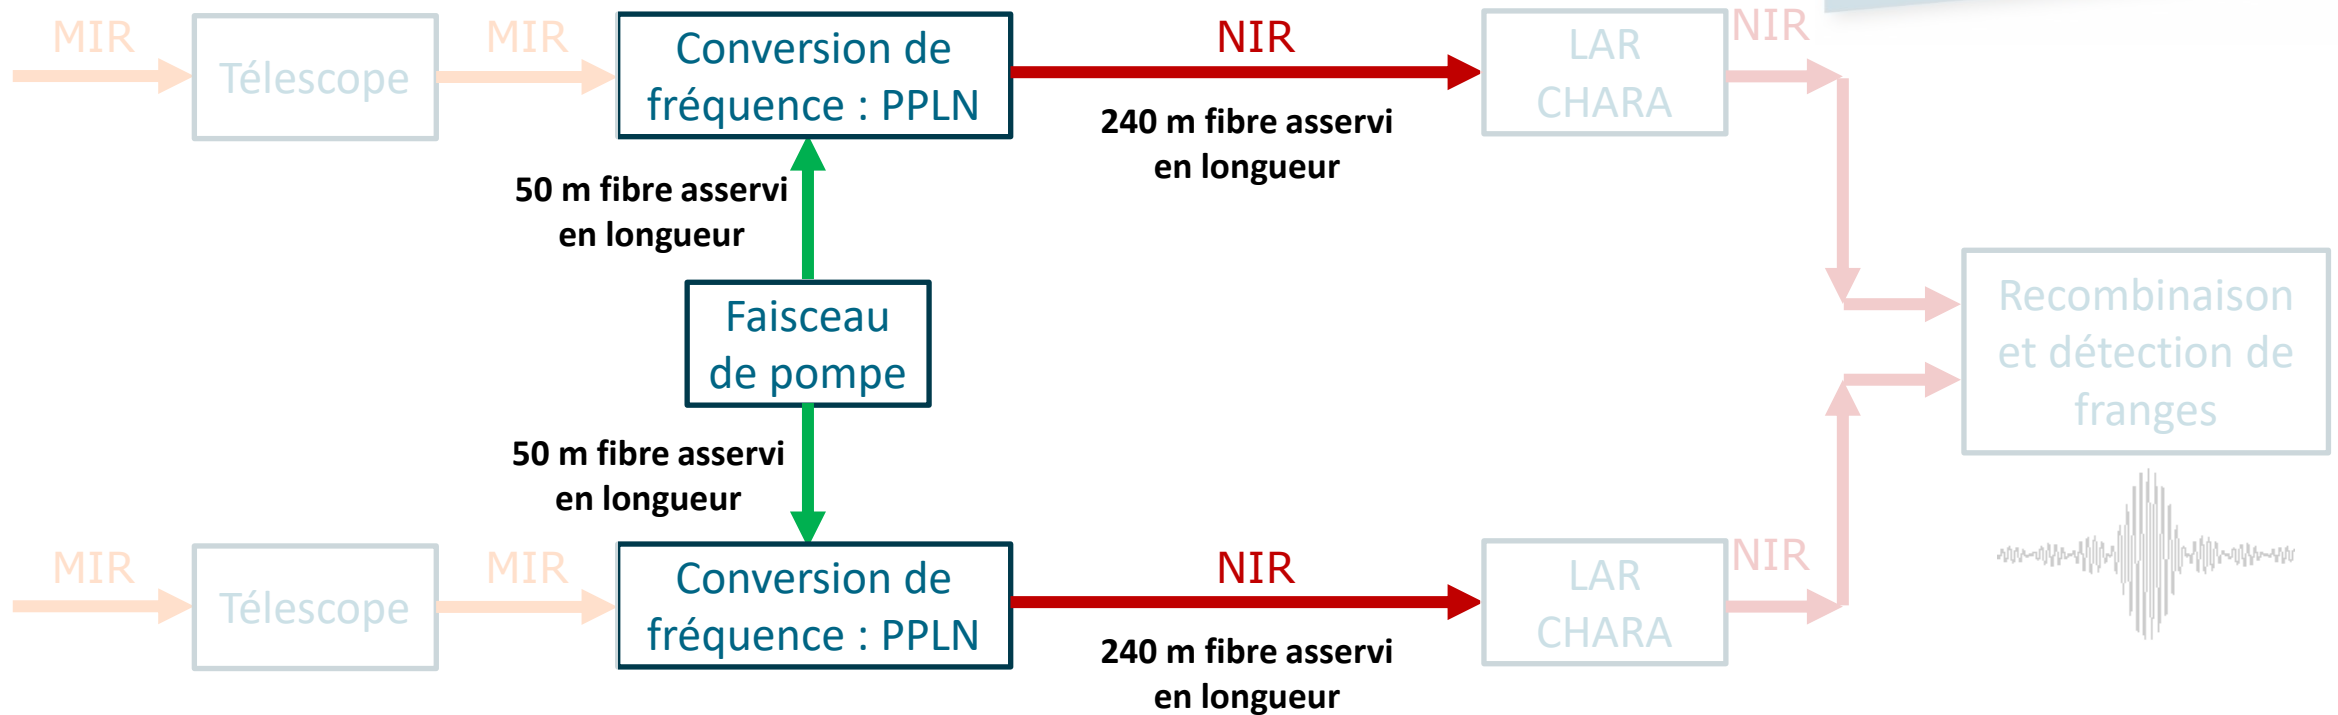 MIR
Télescope
MIR
Conversion de
fréquence : PPLN
NIR
240 m fibre asservi
en longueur
LAR
CHARA
NIR
50 m fibre asservi
en longueur
Faisceau
de pompe
50 m fibre asservi
en longueur
Recombinaison
et détection de
franges
MIR
Télescope
MIR
Conversion de
fréquence : PPLN
NIR
240 m fibre asservi
en longueur
LAR
CHARA
NIR